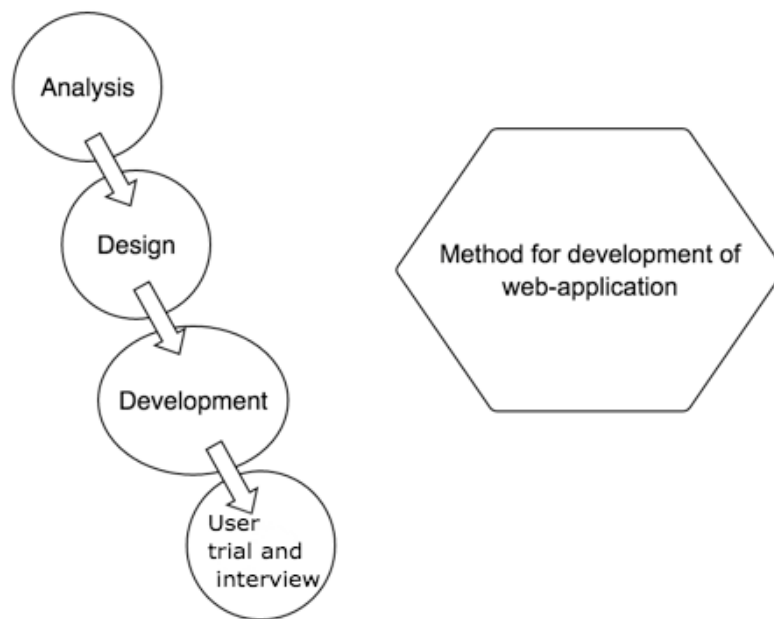 Analysis
Design
Development
User
trial and
interview
Method for development of
web-application